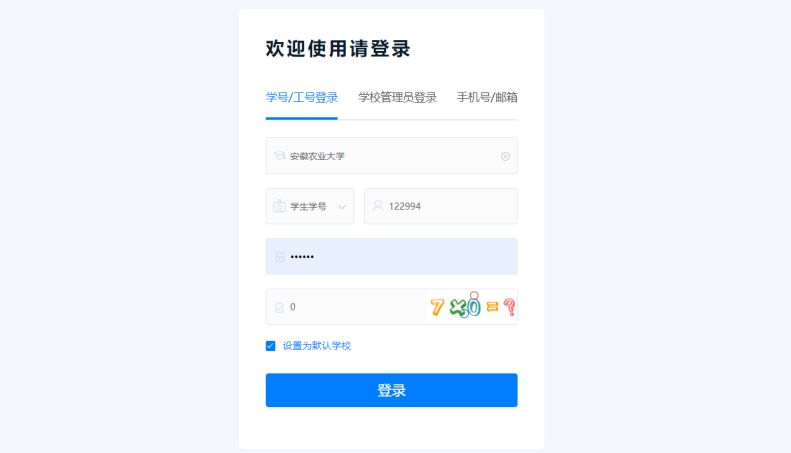 欢迎使用请登录
学号/工号登录 学校管理员登录 手机号/邮箱
安徽农业大学
学生学号 122994
••••••
0 7×0=?
设置为默认学校
登录